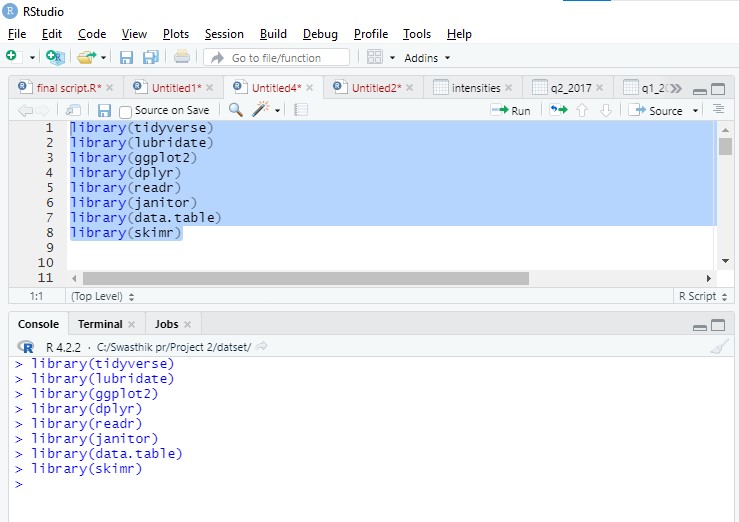 RStudio
File Edit Code View Plots Session Build Debug Profile Tools Help
Go to file/function Addins
final script.R* Untitled1* Untitled4* Untitled2* intensities q2_2017 q1_20
Source on Save Run Source
1 library(tidyverse)
2 library(lubridate)
3 library(ggplot2)
4 library(dplyr)
5 library(readr)
6 library(janitor)
7 library(data.table)
8 library(skimr)
9
10
11
1:1 (Top Level) R Script
Console Terminal Jobs
R 4.2.2 · C:/Swasthik pr/Project 2/datset/
> library(tidyverse)
> library(lubridate)
> library(ggplot2)
> library(dplyr)
> library(readr)
> library(janitor)
> library(data.table)
> library(skimr)
>